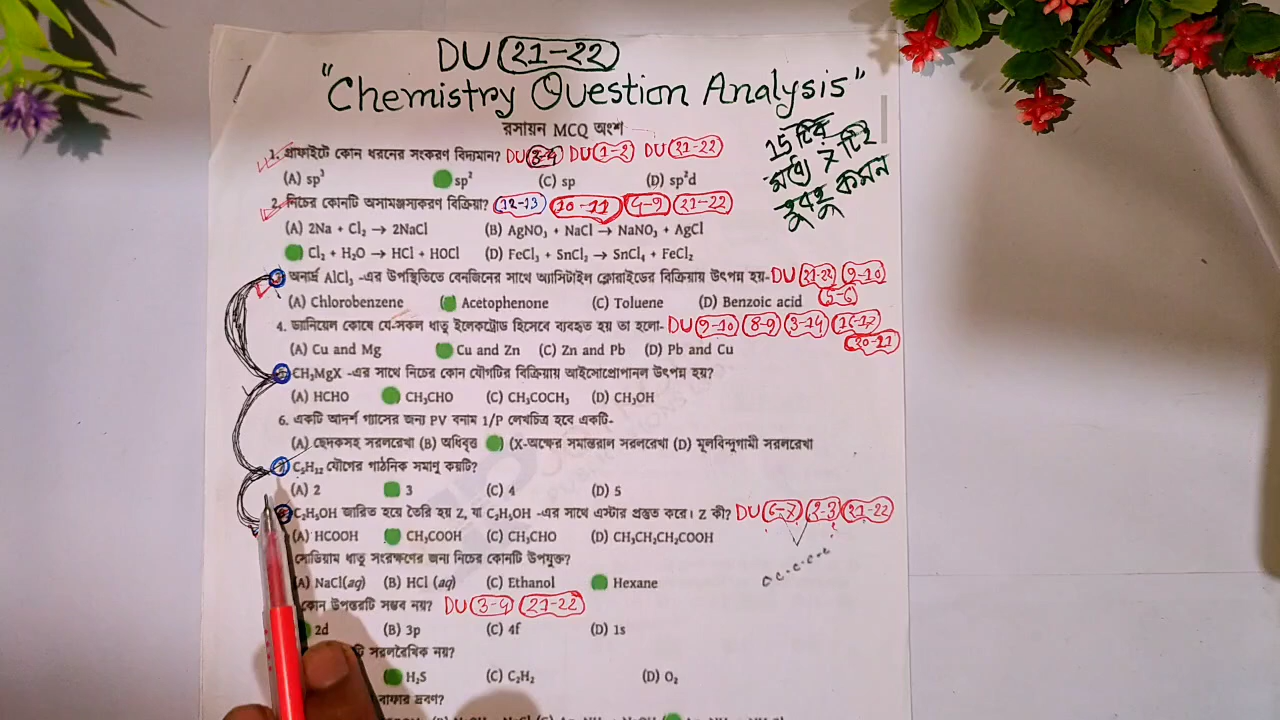 DU (21-22)
"Chemistry Question Analysis"
রসায়ন MCQ অংশ
15 টির মধ্যে 7 টিই হুবহু কমন
1. গ্রাফাইটে কোন ধরনের সংকরণ বিদ্যমান? DU (3-4) DU (1-2) DU (21-22)
(A) sp³ sp² (C) sp (D) sp²d
2. নিচের কোনটি অসামঞ্জস্যকরণ বিক্রিয়া? (12-13) (10-11) (4-9) (21-22)
(A) 2Na + Cl₂ → 2NaCl (B) AgNO₃ + NaCl → NaNO₃ + AgCl
Cl₂ + H₂O → HCl + HOCl (D) FeCl₃ + SnCl₂ → SnCl₄ + FeCl₂
অনার্দ্র AlCl₃ -এর উপস্থিতিতে বেনজিনের সাথে অ্যাসিটাইল ক্লোরাইডের বিক্রিয়ায় উৎপন্ন হয়- DU (21-22) (9-10)
(5-6)
(A) Chlorobenzene Acetophenone (C) Toluene (D) Benzoic acid
4. ড্যানিয়েল কোষে যে-সকল ধাতু ইলেকট্রোড হিসেবে ব্যবহৃত হয় তা হলো- DU (9-10) (8-9) (3-14) (16-17)
(20-21)
(A) Cu and Mg Cu and Zn (C) Zn and Pb (D) Pb and Cu
CH₃MgX -এর সাথে নিচের কোন যৌগটির বিক্রিয়ায় আইসোপ্রোপানল উৎপন্ন হয়?
(A) HCHO CH₃CHO (C) CH₃COCH₃ (D) CH₃OH
6. একটি আদর্শ গ্যাসের জন্য PV বনাম 1/P লেখচিত্র হবে একটি-
(A) ছেদকসহ সরলরেখা (B) অধিবৃত্ত (X-অক্ষের সমান্তরাল সরলরেখা (D) মূলবিন্দুগামী সরলরেখা
C₅H₁₂ যৌগের গাঠনিক সমাণু কয়টি?
(A) 2 3 (C) 4 (D) 5
C₂H₅OH জারিত হয়ে তৈরি হয় Z, যা C₂H₅OH -এর সাথে এস্টার প্রস্তুত করে। Z কী? DU (6-7) (2-3) (21-22)
(A) HCOOH CH₃COOH (C) CH₃CHO (D) CH₃CH₂CH₂COOH
সোডিয়াম ধাতু সংরক্ষণের জন্য নিচের কোনটি উপযুক্ত?
A) NaCl(aq) (B) HCl (aq) (C) Ethanol Hexane
কোন উপস্তরটি সম্ভব নয়? DU (3-4) (21-22)
2d (B) 3p (C) 4f (D) 1s
টি সরলরৈখিক নয়?
H₂S (C) C₂H₂ (D) O₂
বাফার দ্রবণ?